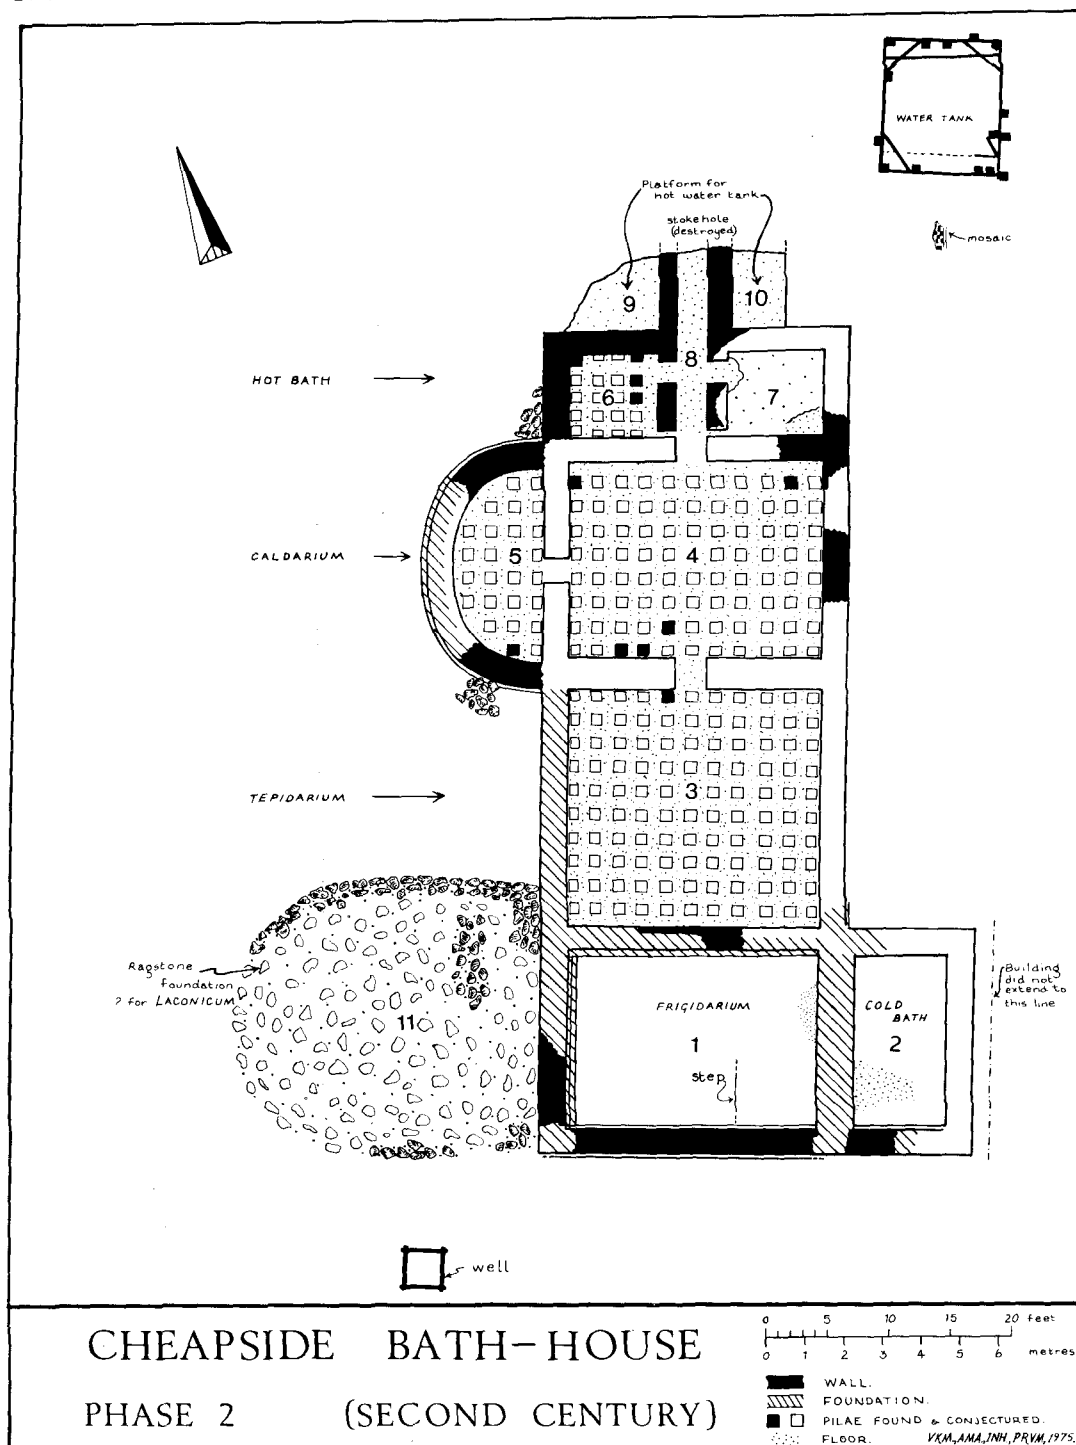 WATER TANK
Platform for
hot water tank
stoke hole
(destroyed)
mosaic
9
10
8
HOT BATH
6
7
CALDARIUM
5
4
TEPIDARIUM
3
Ragstone
foundation
? for LACONICUM
11
FRIGIDARIUM
1
step
COLD
BATH
2
Building
did not
extend to
this line
well
CHEAPSIDE BATH-HOUSE
PHASE 2 (SECOND CENTURY)
0 5 10 15 20 feet
0 1 2 3 4 5 6 metres
WALL.
FOUNDATION.
PILAE FOUND & CONJECTURED.
FLOOR. VKM, AMA, INH, PRVM, 1975.